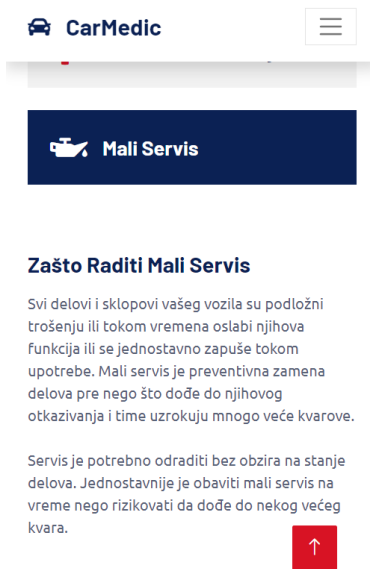 CarMedic
Mali Servis
Zašto Raditi Mali Servis
Svi delovi i sklopovi vašeg vozila su podložni
trošenju ili tokom vremena oslabi njihova
funkcija ili se jednostavno zapuše tokom
upotrebe. Mali servis je preventivna zamena
delova pre nego što dođe do njihovog
otkazivanja i time uzrokuju mnogo veće kvarove.
Servis je potrebno odraditi bez obzira na stanje
delova. Jednostavnije je obaviti mali servis na
vreme nego rizikovati da dođe do nekog većeg
kvara.